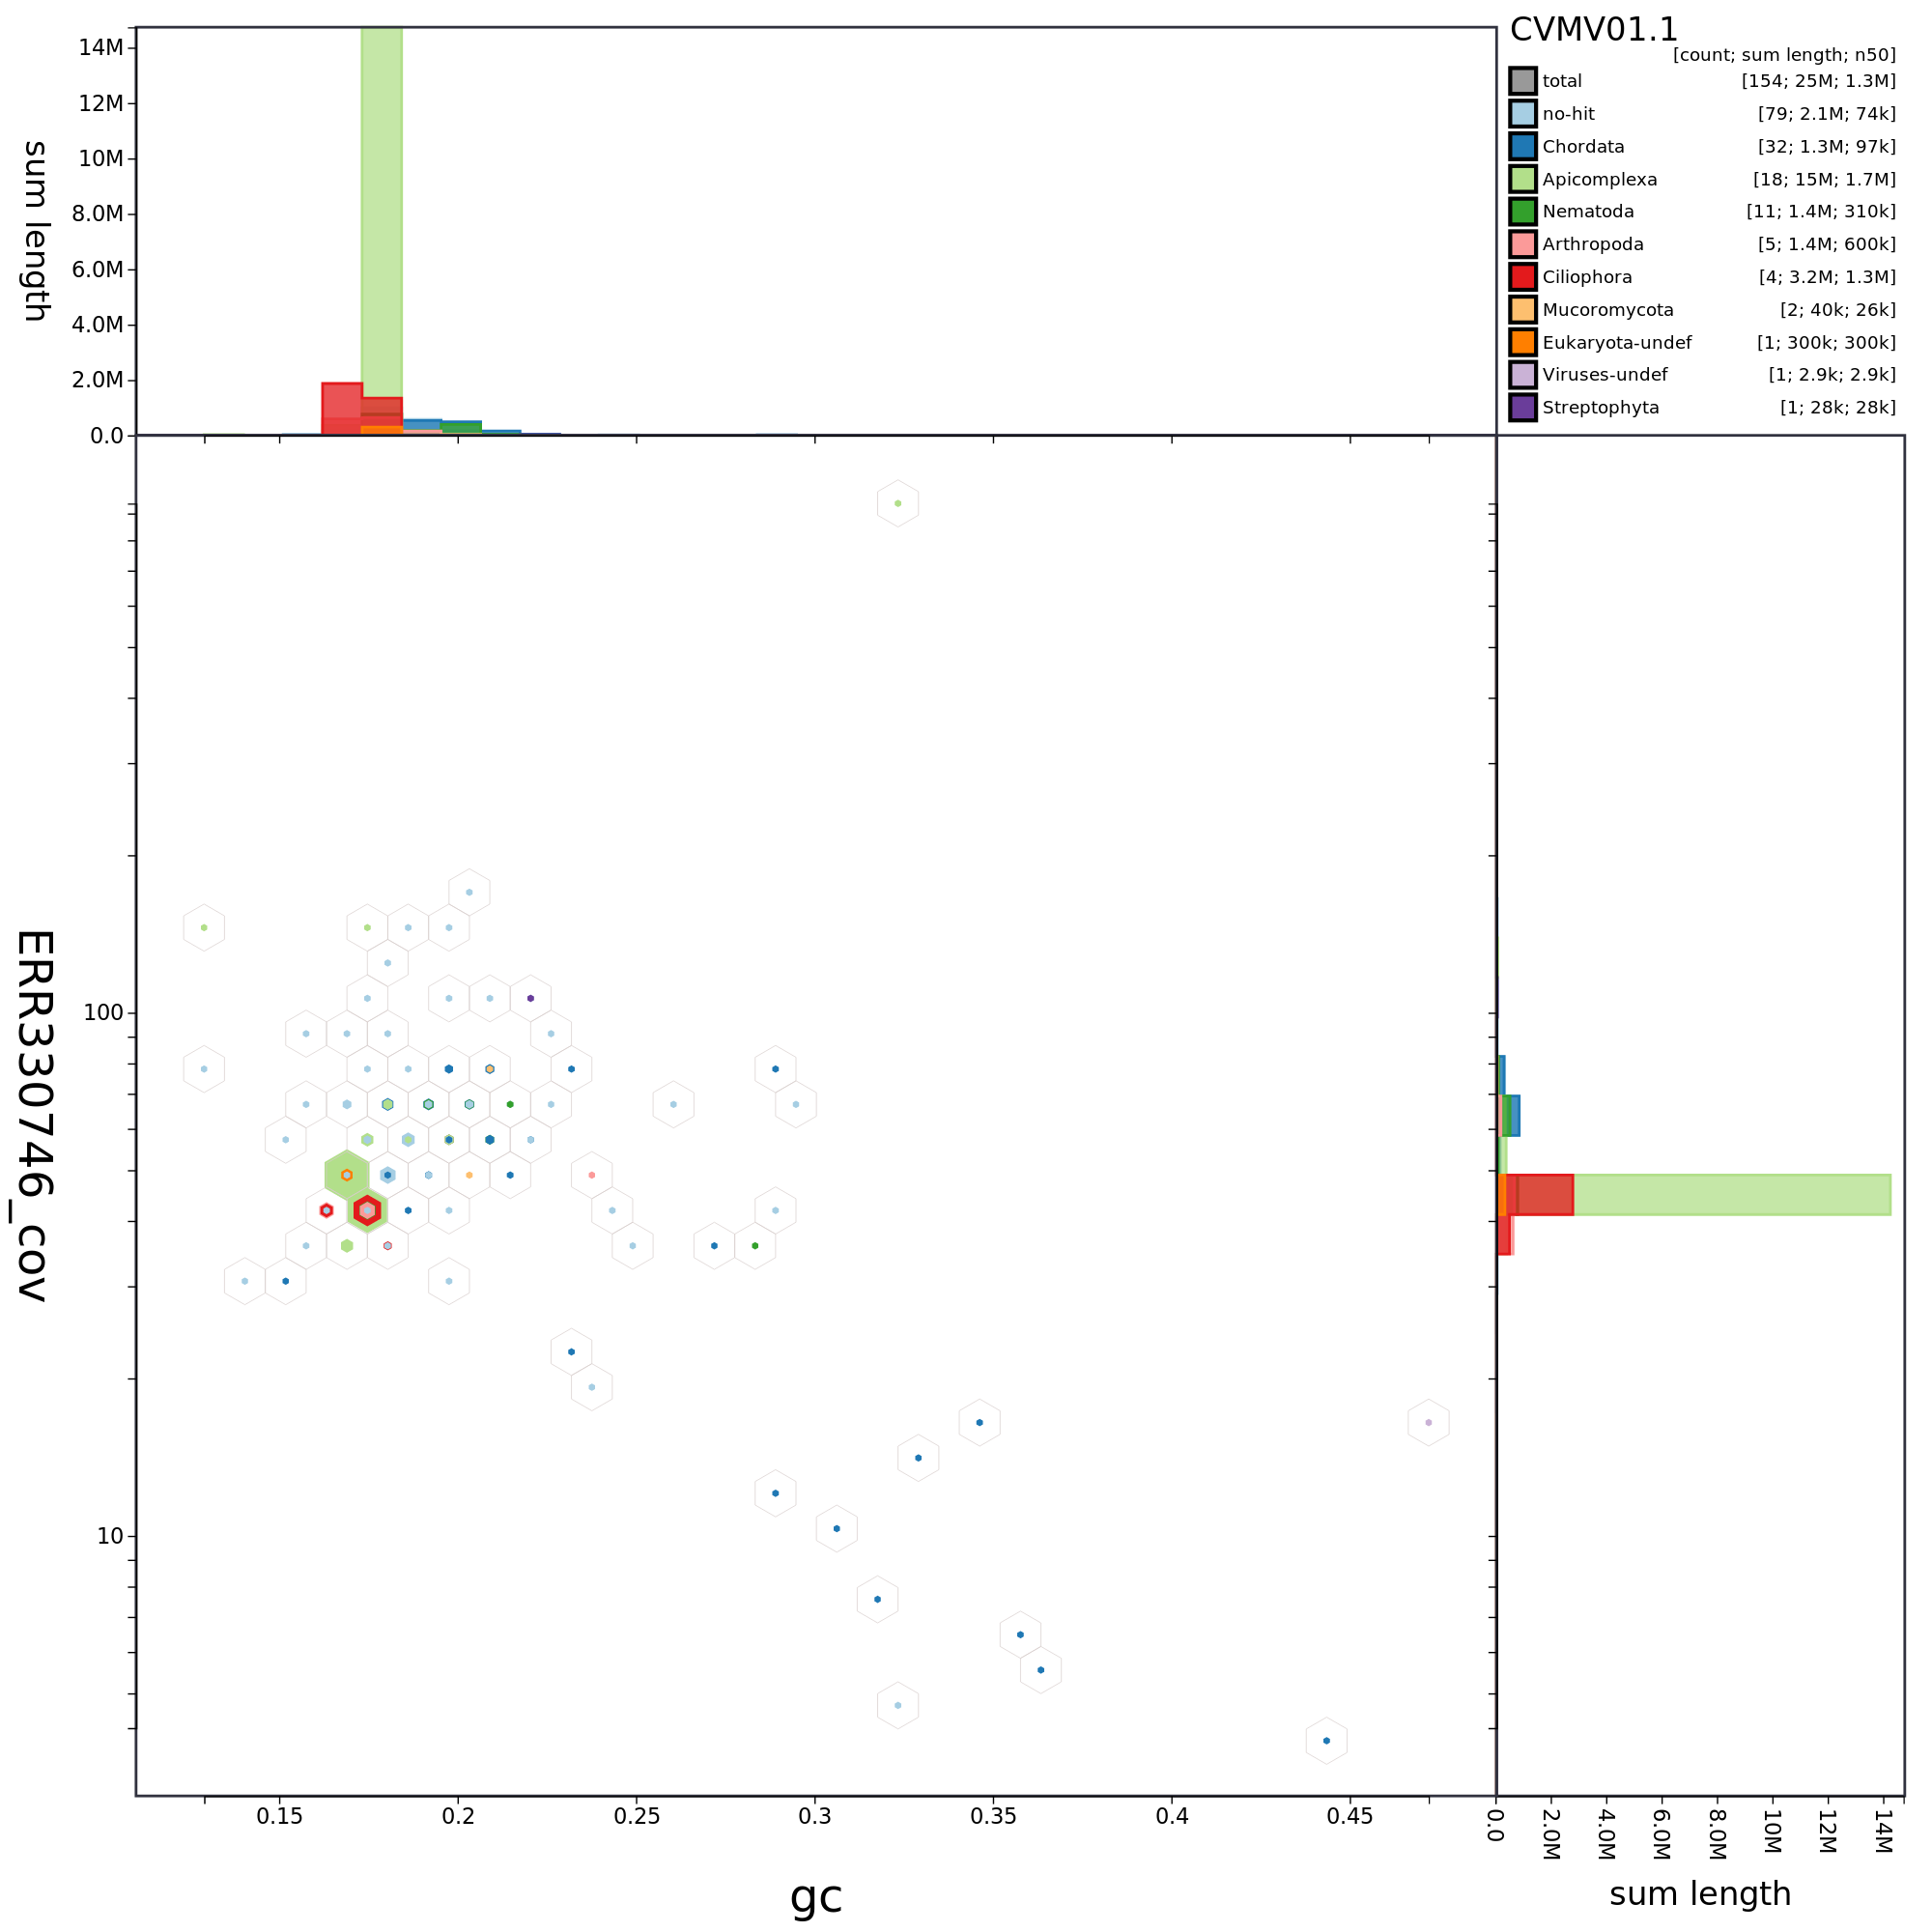 CVMV01.1
[count; sum length; n50]
total [154; 25M; 1.3M]
no-hit [79; 2.1M; 74k]
Chordata [32; 1.3M; 97k]
Apicomplexa [18; 15M; 1.7M]
Nematoda [11; 1.4M; 310k]
Arthropoda [5; 1.4M; 600k]
Ciliophora [4; 3.2M; 1.3M]
Mucoromycota [2; 40k; 26k]
Eukaryota-undef [1; 300k; 300k]
Viruses-undef [1; 2.9k; 2.9k]
Streptophyta [1; 28k; 28k]
sum length
14M
12M
10M
8.0M
6.0M
4.0M
2.0M
0.0
ERR330746_cov
100
10
0.15 0.2 0.25 0.3 0.35 0.4 0.45
gc
0.0 2.0M 4.0M 6.0M 8.0M 10M 12M 14M
sum length